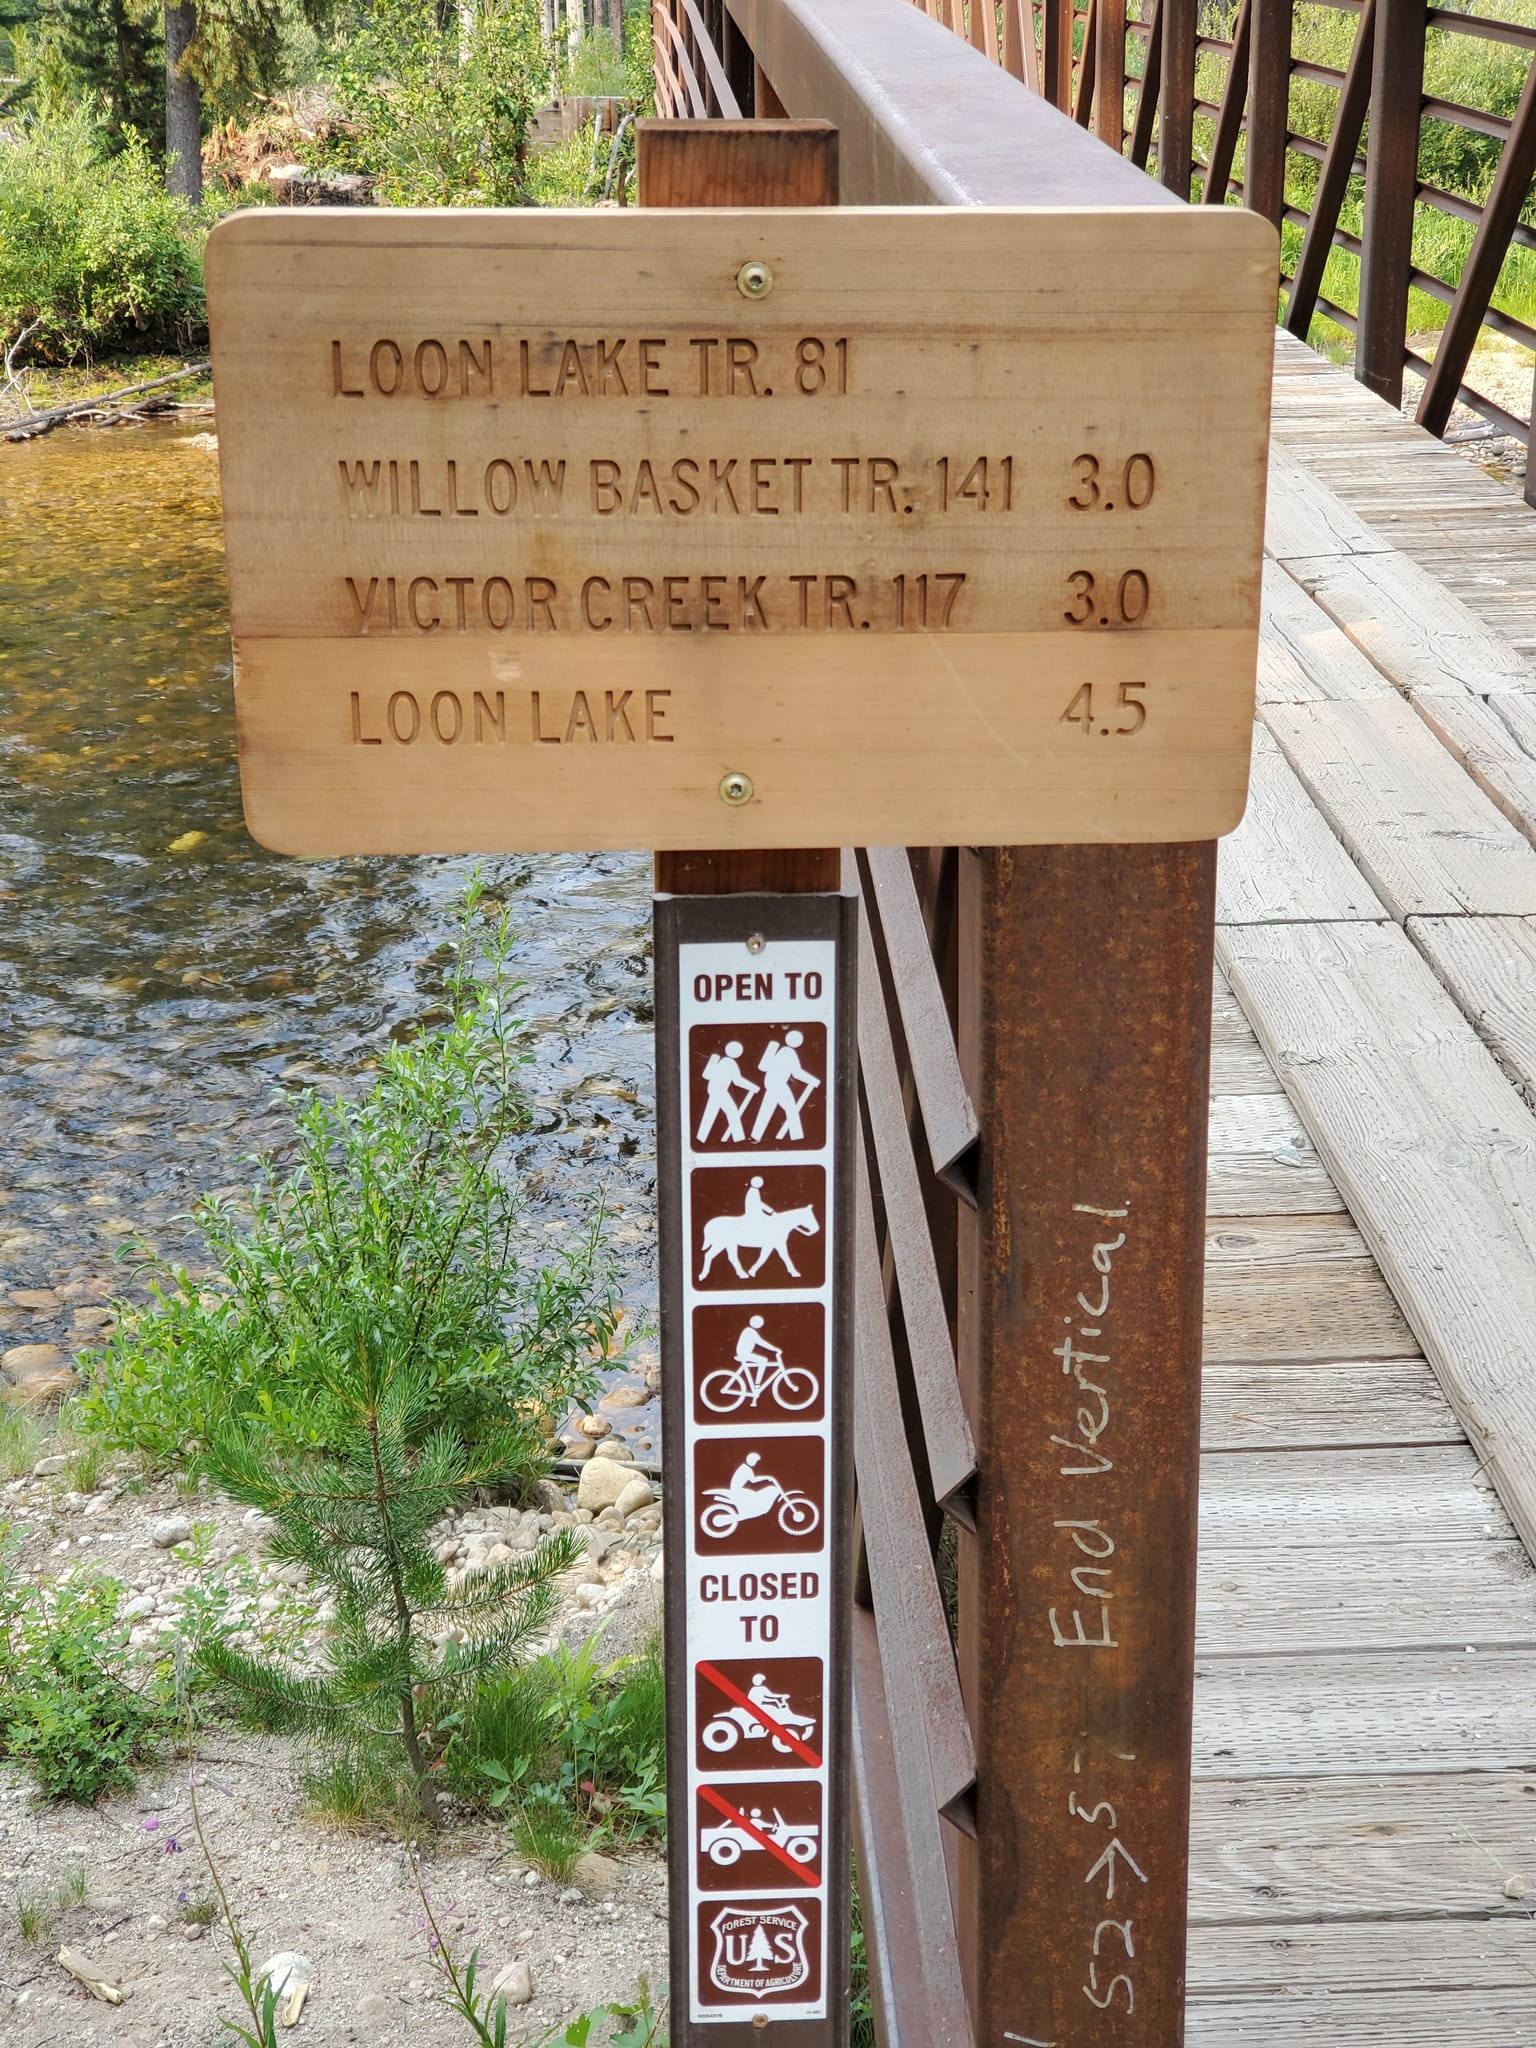 LOON LAKE TR. 81
WILLOW BASKET TR. 141 3.0
VICTOR CREEK TR. 117 3.0
LOON LAKE 4.5
OPEN TO
CLOSED
TO
FOREST SERVICE
U S
DEPARTMENT OF AGRICULTURE
End Vertical